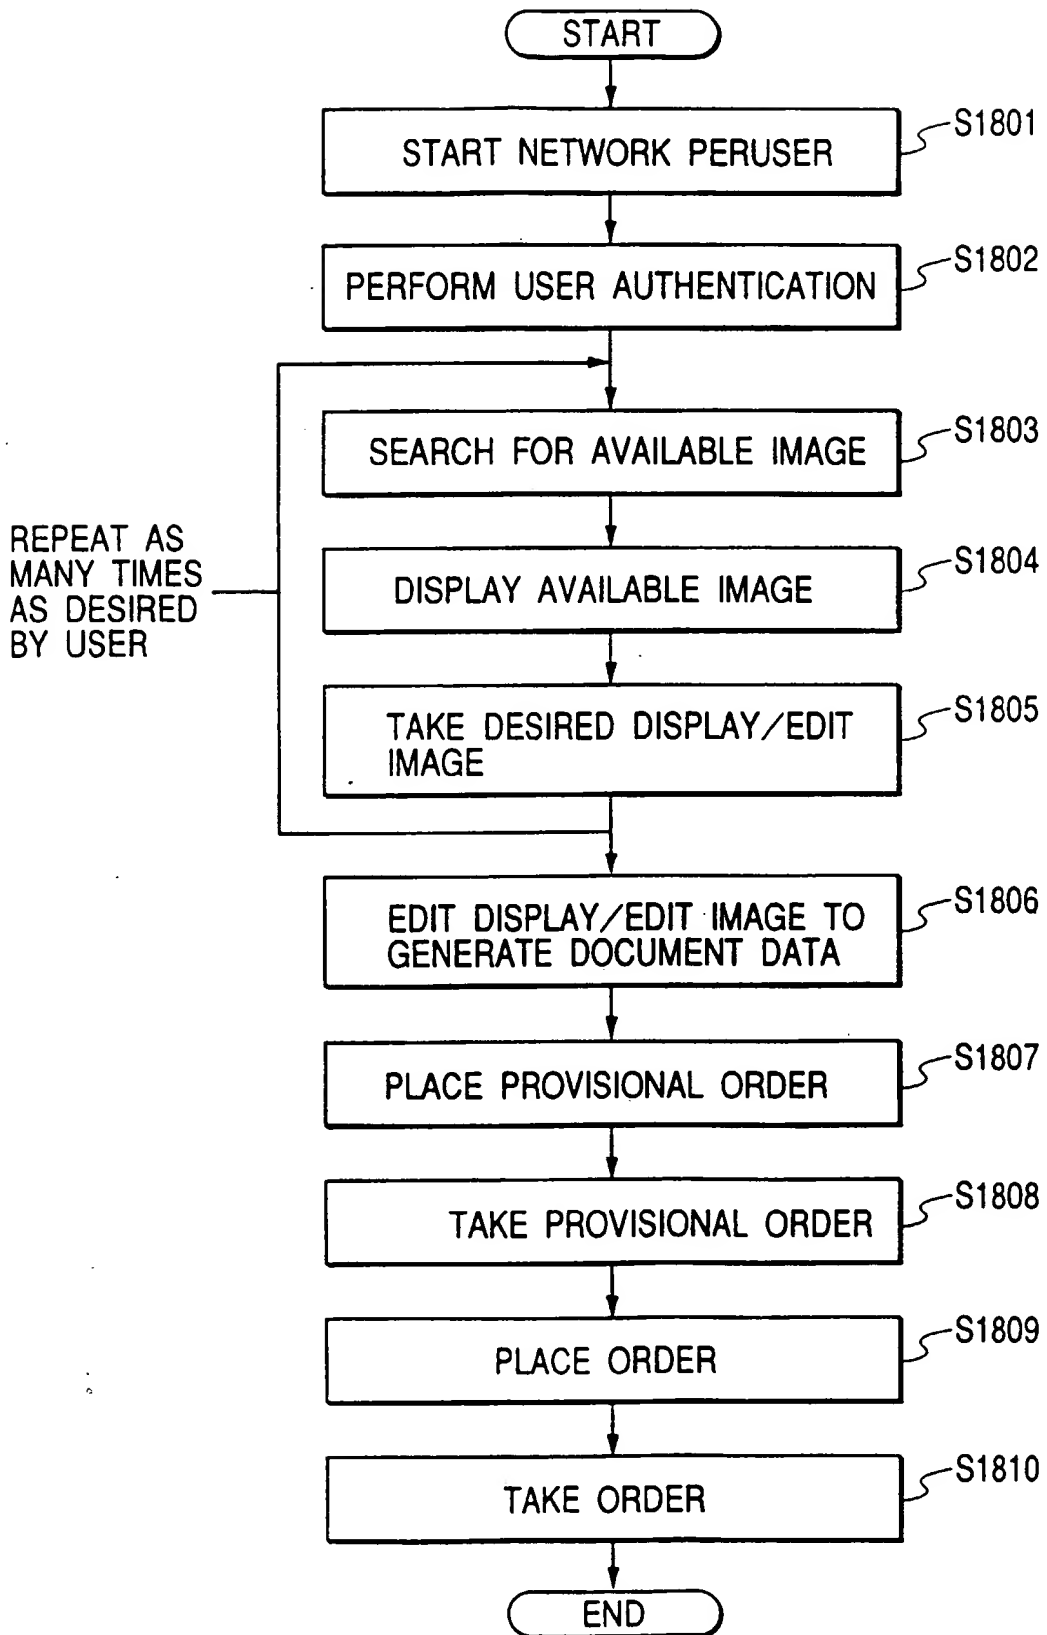 START
START NETWORK PERUSER
S1801
PERFORM USER AUTHENTICATION
S1802
SEARCH FOR AVAILABLE IMAGE
S1803
REPEAT AS
MANY TIMES
AS DESIRED
BY USER
DISPLAY AVAILABLE IMAGE
S1804
TAKE DESIRED DISPLAY/EDIT
IMAGE
S1805
EDIT DISPLAY/EDIT IMAGE TO
GENERATE DOCUMENT DATA
S1806
PLACE PROVISIONAL ORDER
S1807
TAKE PROVISIONAL ORDER
S1808
PLACE ORDER
S1809
TAKE ORDER
S1810
END